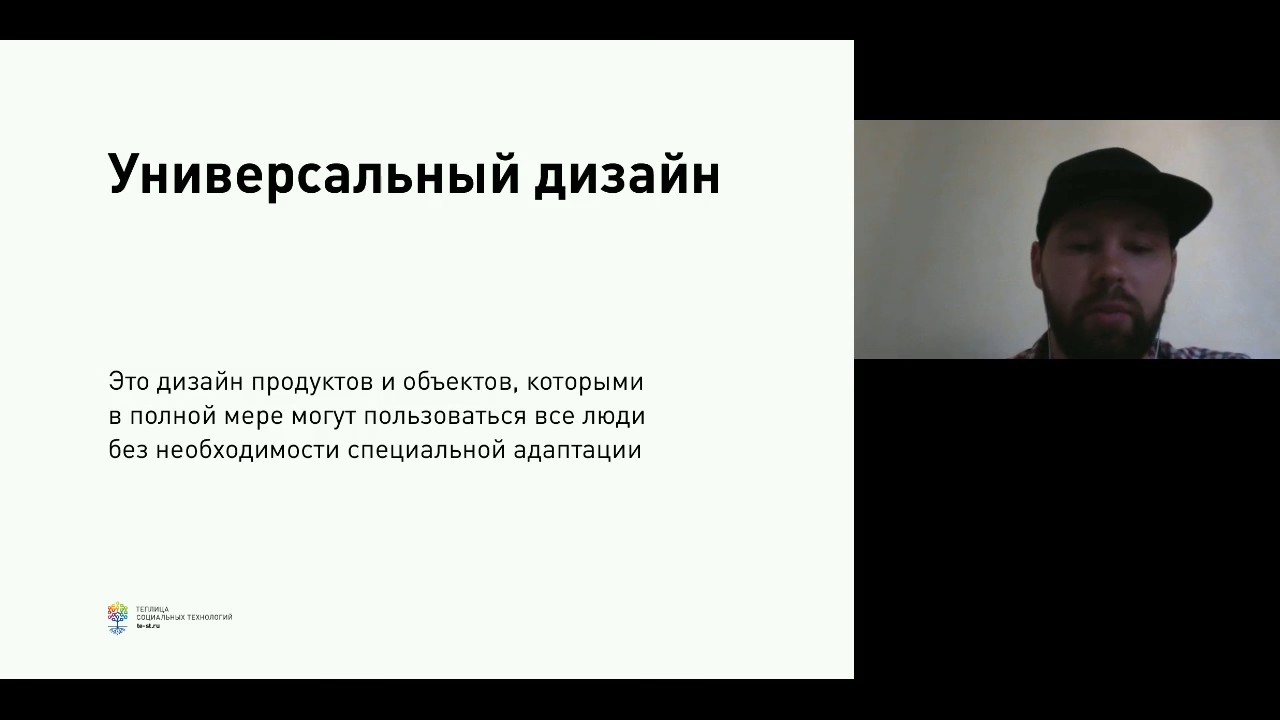 Универсальный дизайн
Это дизайн продуктов и объектов, которыми
в полной мере могут пользоваться все люди
без необходимости специальной адаптации
ТЕПЛИЦА
СОЦИАЛЬНЫХ ТЕХНОЛОГИЙ
te-st.ru